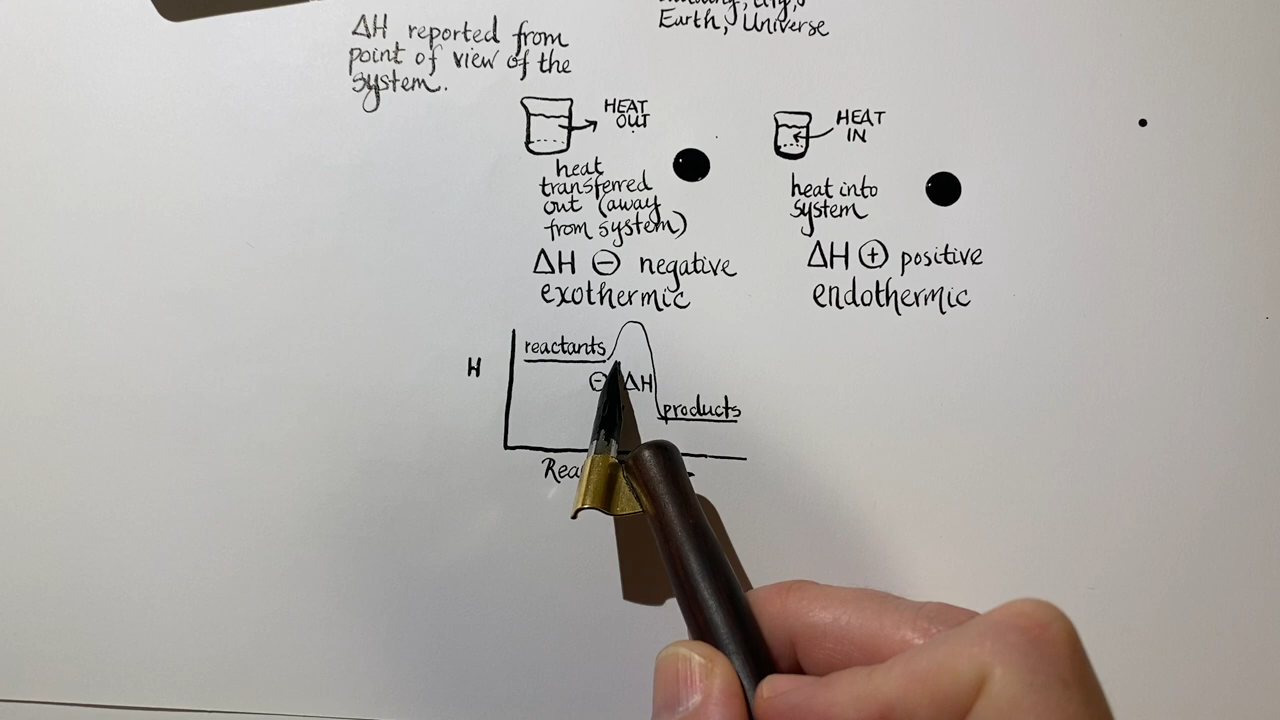 ΔH reported from
point of view of the
system.
Earth, Universe
HEAT
OUT
heat
transferred
out (away
from system)
ΔH ⊖ negative
exothermic
HEAT
IN
heat into
system
ΔH ⊕ positive
endothermic
H
reactants
⊖ ΔH
products